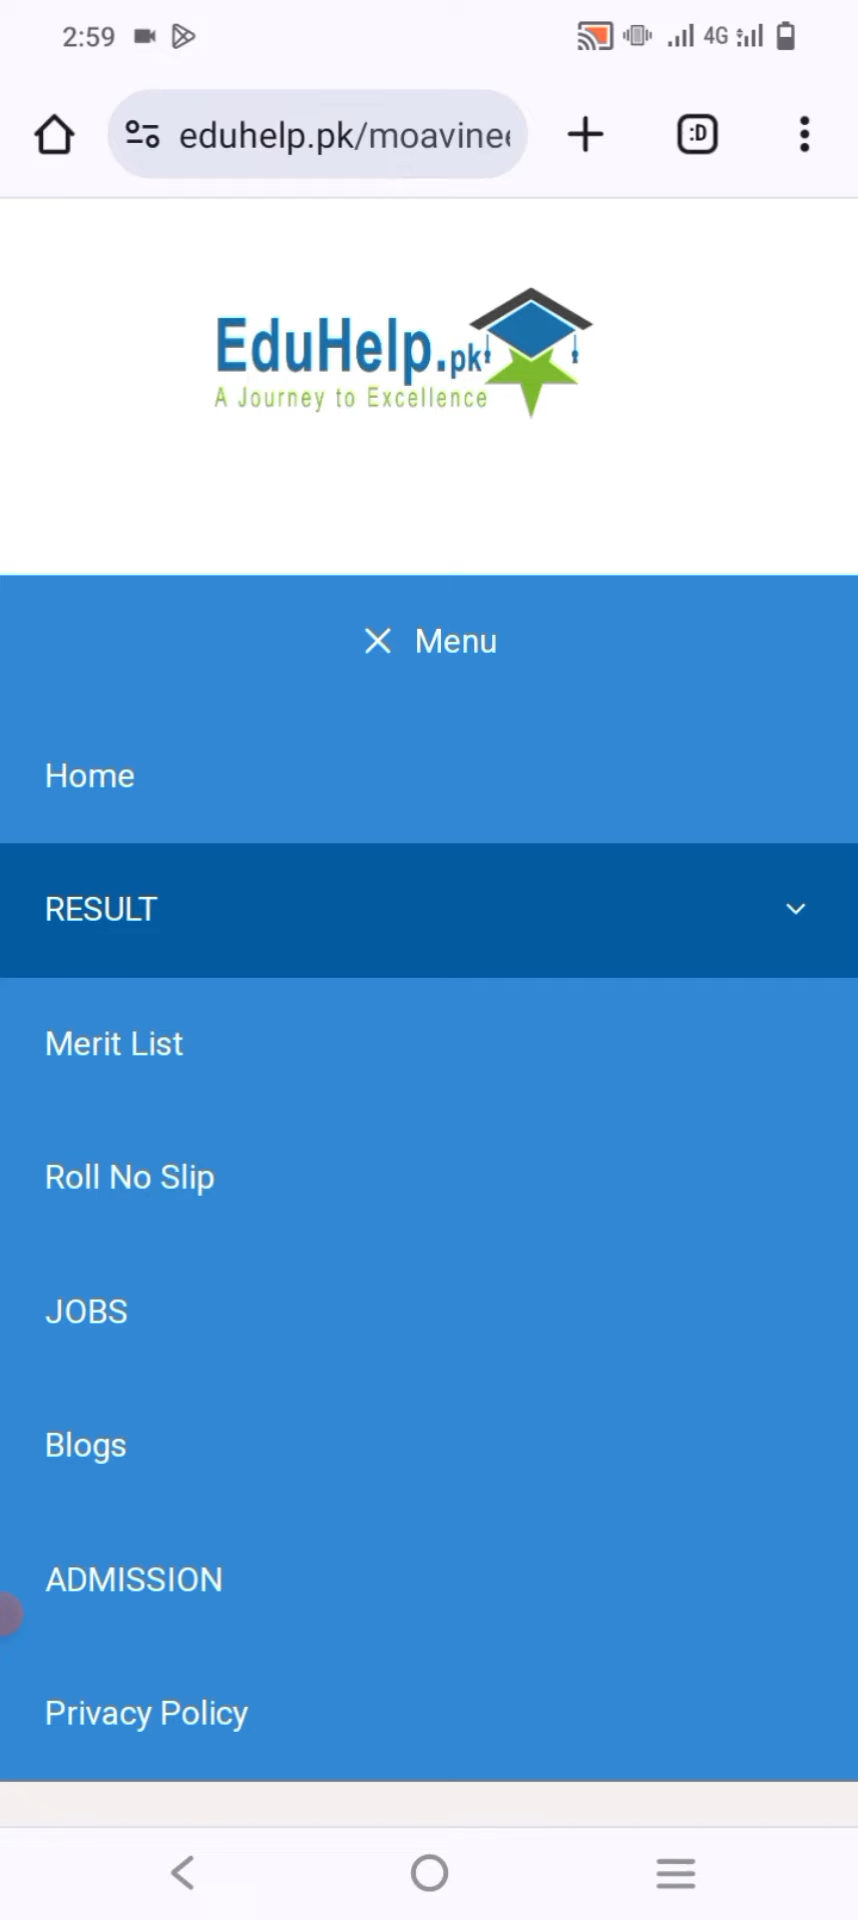 2:59
4G
eduhelp.pk/moavine
:D
EduHelp.pk
A Journey to Excellence
Menu
Home
RESULT
Merit List
Roll No Slip
JOBS
Blogs
ADMISSION
Privacy Policy